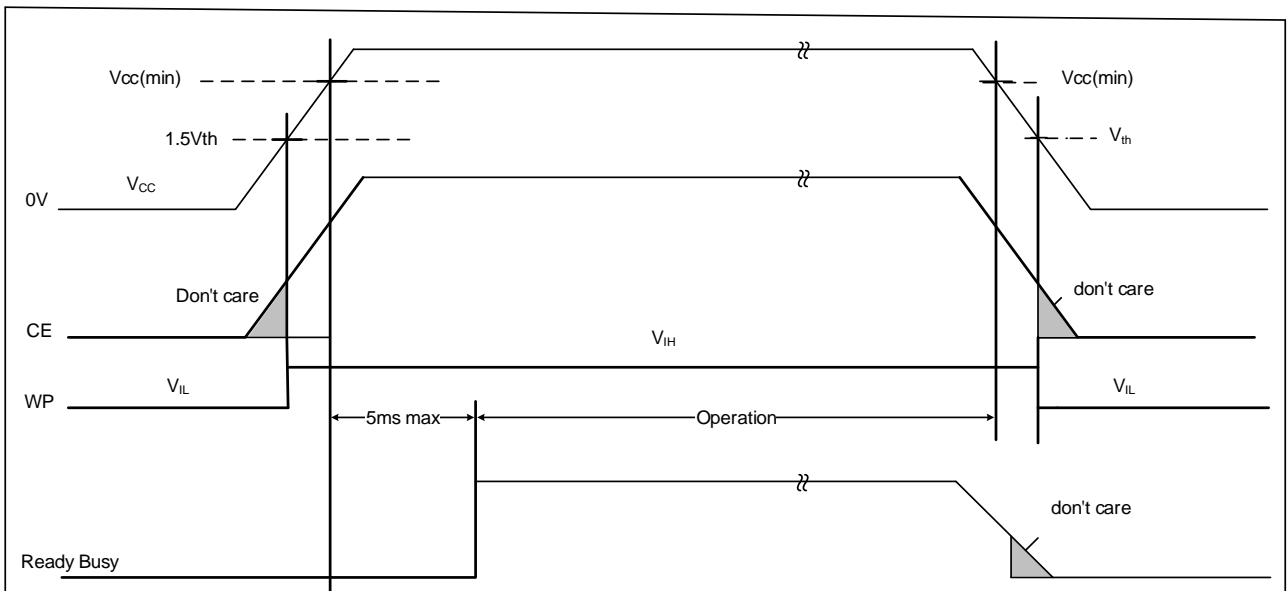 Vcc(min)
Vcc(min)
1.5Vth
Vth
VCC
0V
Don't care
don't care
CE
VIH
VIL
VIL
WP
5ms max
Operation
don't care
Ready Busy